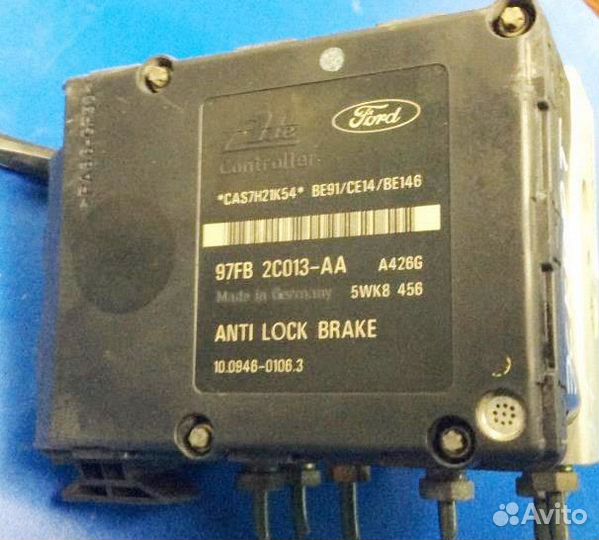 Ate
Ford
Controller
*CAS7H21K54* BE91/CE14/BE146
97FB 2C013-AA A426G
Made in Germany 5WK8 456
ANTI LOCK BRAKE
10.0946-0106.3
Avito